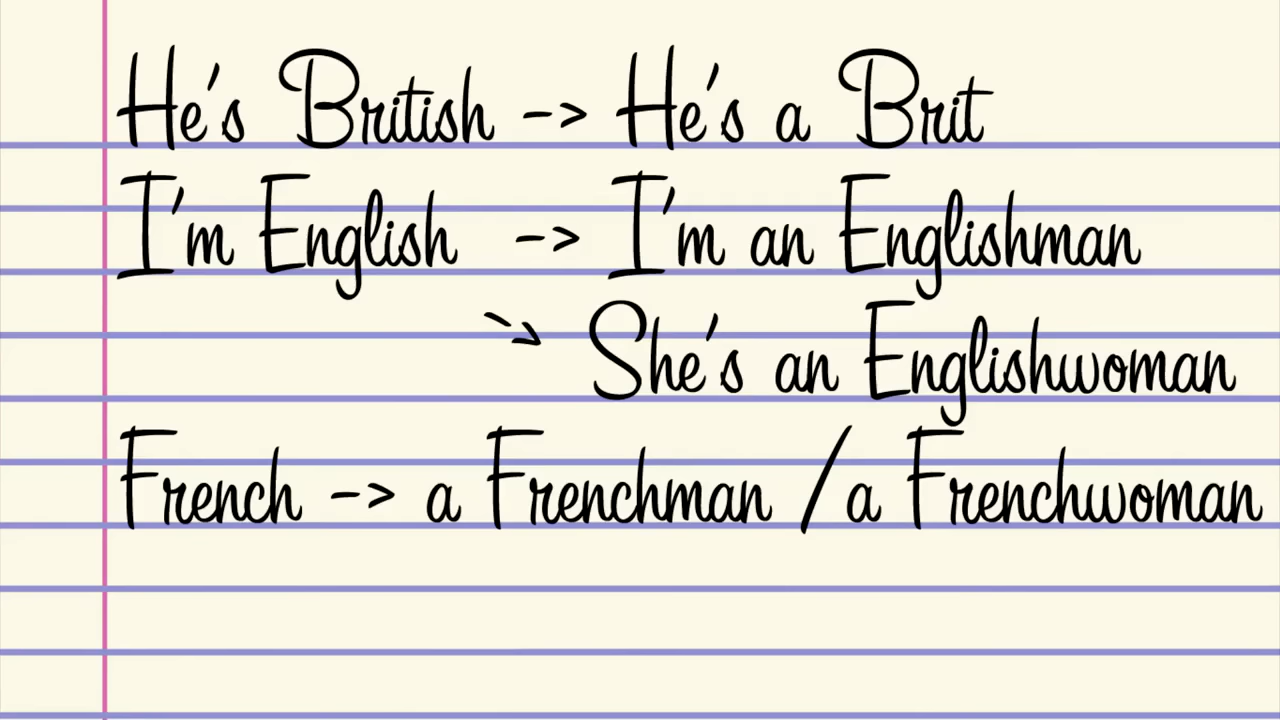 He's British -> He's a Brit
I'm English -> I'm an Englishman
-> She's an Englishwoman
French -> a Frenchman / a Frenchwoman